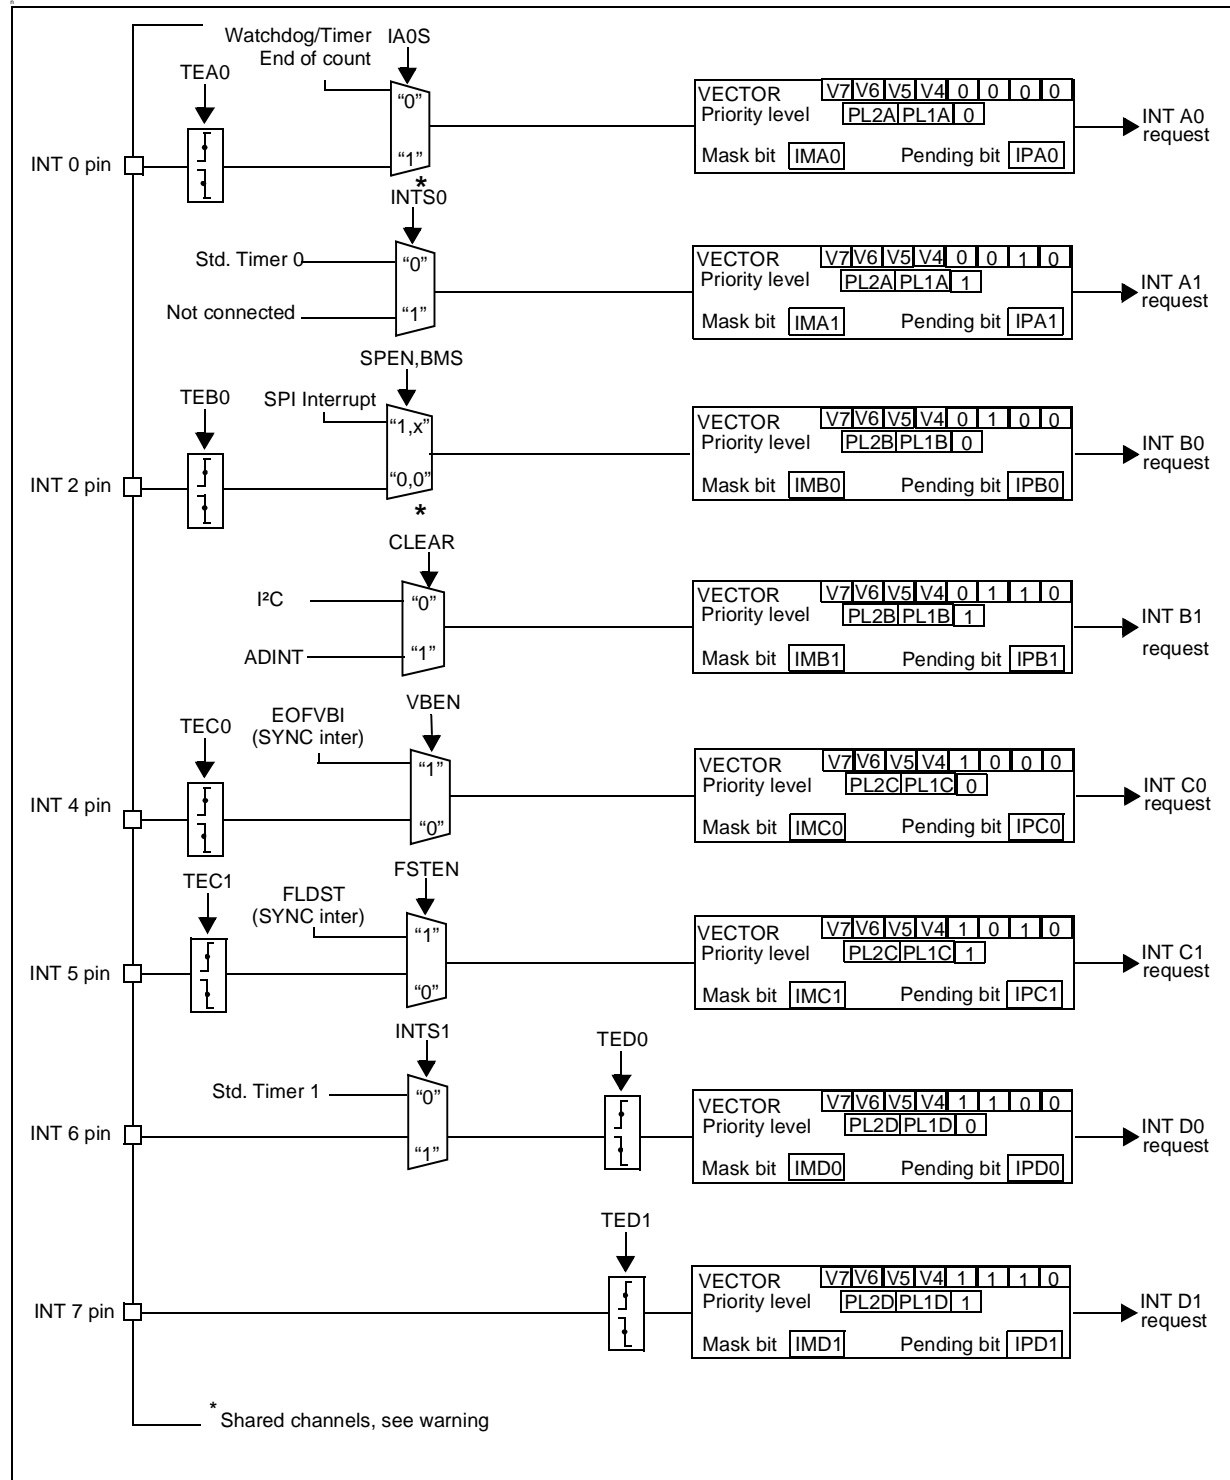 Watchdog/Timer IA0S
End of count
TEA0
"0"
"1"
INT 0 pin
*
VECTOR V7 V6 V5 V4 0 0 0 0
Priority level PL2A PL1A 0
Mask bit IMA0 Pending bit IPA0
INT A0
request
INTS0
Std. Timer 0
"0"
Not connected
"1"
VECTOR V7 V6 V5 V4 0 0 1 0
Priority level PL2A PL1A 1
Mask bit IMA1 Pending bit IPA1
INT A1
request
SPEN,BMS
TEB0
SPI Interrupt
"1,x"
"0,0"
INT 2 pin
*
VECTOR V7 V6 V5 V4 0 1 0 0
Priority level PL2B PL1B 0
Mask bit IMB0 Pending bit IPB0
INT B0
request
CLEAR
I²C
"0"
ADINT
"1"
VECTOR V7 V6 V5 V4 0 1 1 0
Priority level PL2B PL1B 1
Mask bit IMB1 Pending bit IPB1
INT B1
request
VBEN
TEC0
EOFVBI
(SYNC inter)
"1"
"0"
INT 4 pin
VECTOR V7 V6 V5 V4 1 0 0 0
Priority level PL2C PL1C 0
Mask bit IMC0 Pending bit IPC0
INT C0
request
FSTEN
TEC1
FLDST
(SYNC inter)
"1"
"0"
INT 5 pin
VECTOR V7 V6 V5 V4 1 0 1 0
Priority level PL2C PL1C 1
Mask bit IMC1 Pending bit IPC1
INT C1
request
INTS1
TED0
Std. Timer 1
"0"
"1"
INT 6 pin
VECTOR V7 V6 V5 V4 1 1 0 0
Priority level PL2D PL1D 0
Mask bit IMD0 Pending bit IPD0
INT D0
request
TED1
INT 7 pin
VECTOR V7 V6 V5 V4 1 1 1 0
Priority level PL2D PL1D 1
Mask bit IMD1 Pending bit IPD1
INT D1
request
* Shared channels, see warning